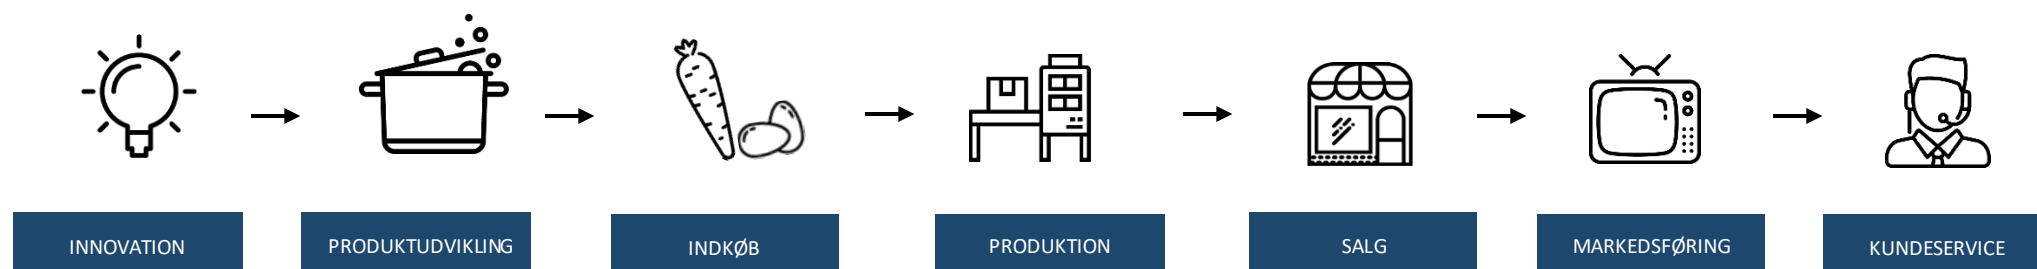 INNOVATION
PRODUKTUDVIKLING
INDKØB
PRODUKTION
SALG
MARKEDSFØRING
KUNDESERVICE